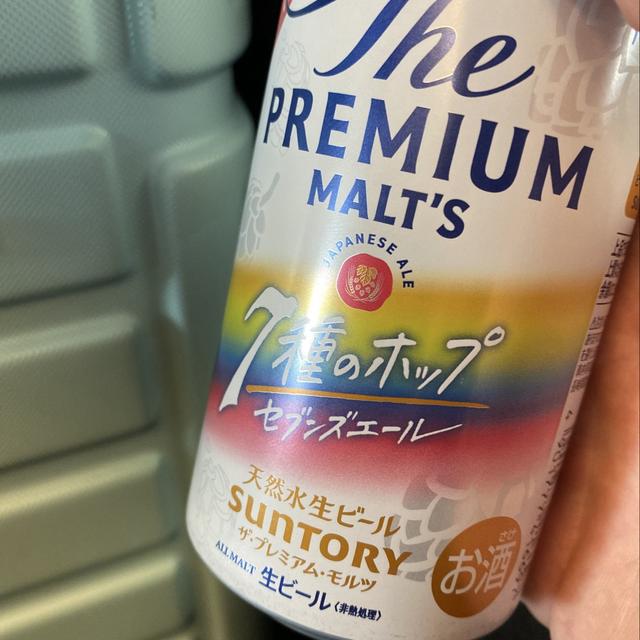 The
PREMIUM
MALT'S
JAPANESE ALE
7種のホップ
セブンズエール
天然水生ビール
SUNTORY
ザ・プレミアム・モルツ
ALL MALT 生ビール〈非熱処理〉
さけ
お酒